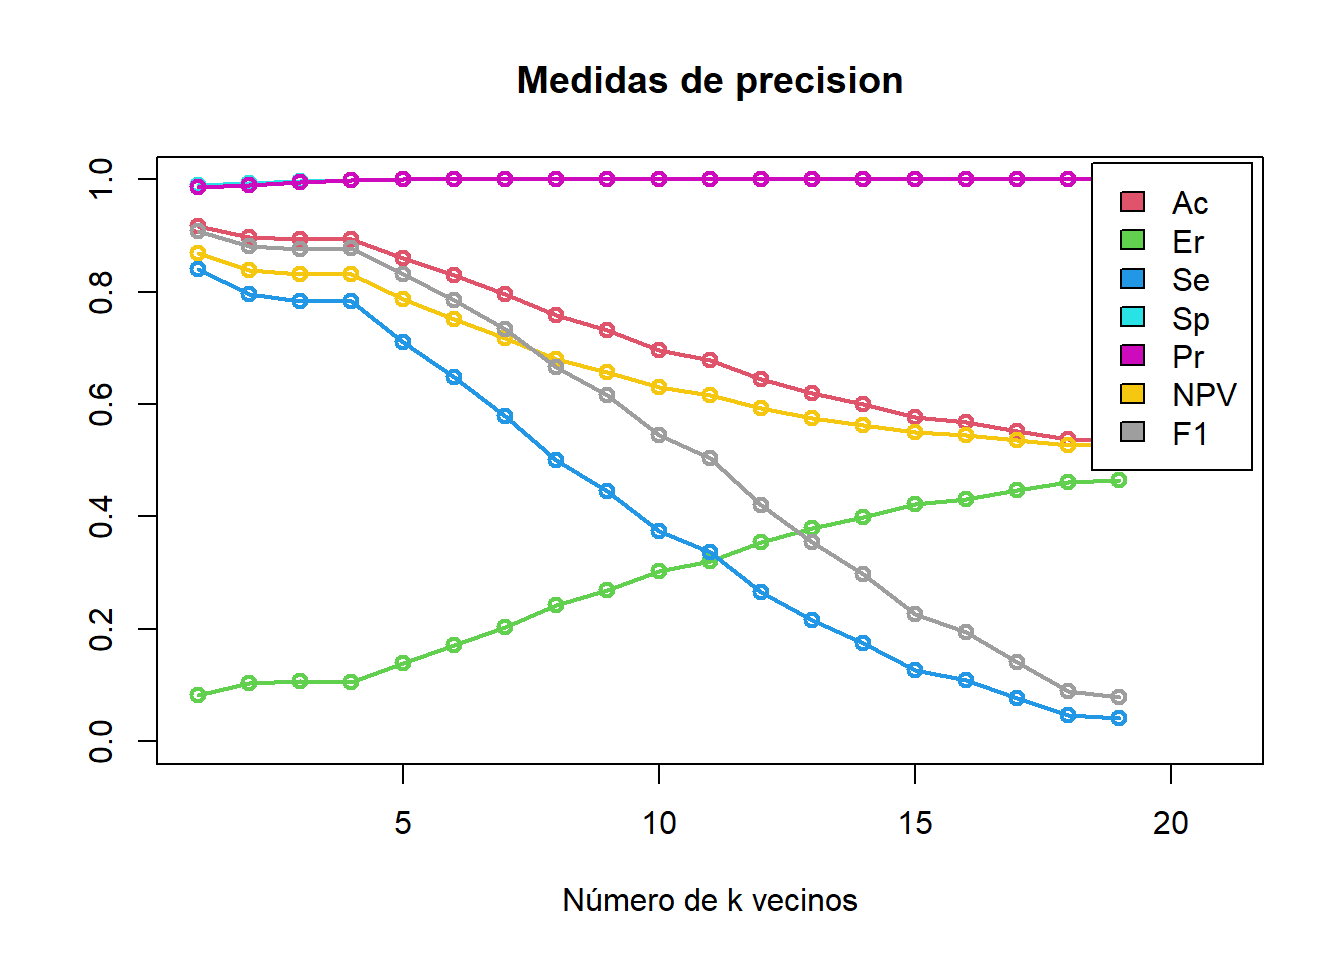 Medidas de precision
1.0
0.8
0.6
0.4
0.2
0.0
Ac
Er
Se
Sp
Pr
NPV
F1
5 10 15 20
Número de k vecinos